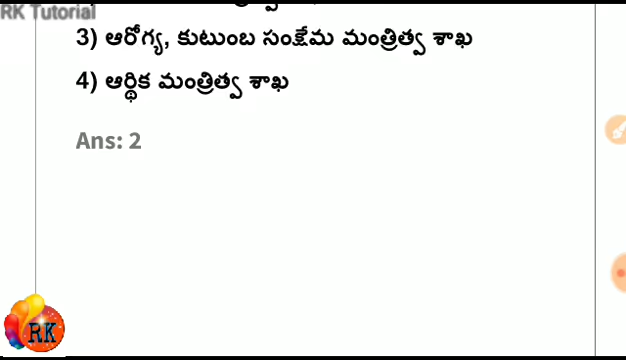 RK Tutorial
3) ఆరోగ్య, కుటుంబ సంక్షేమ మంత్రిత్వ శాఖ
4) ఆర్థిక మంత్రిత్వ శాఖ
Ans: 2
RK